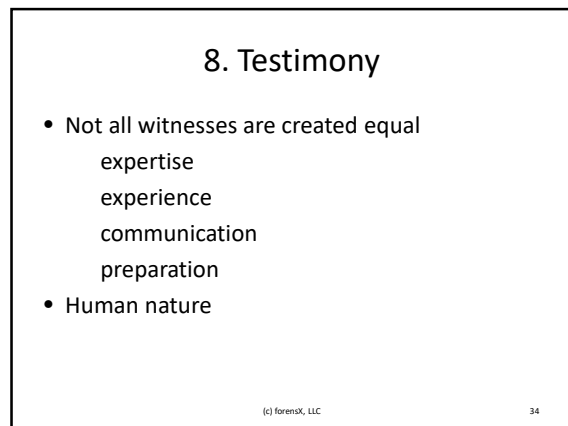 8. Testimony
• Not all witnesses are created equal
expertise
experience
communication
preparation
• Human nature
(c) forensX, LLC 34